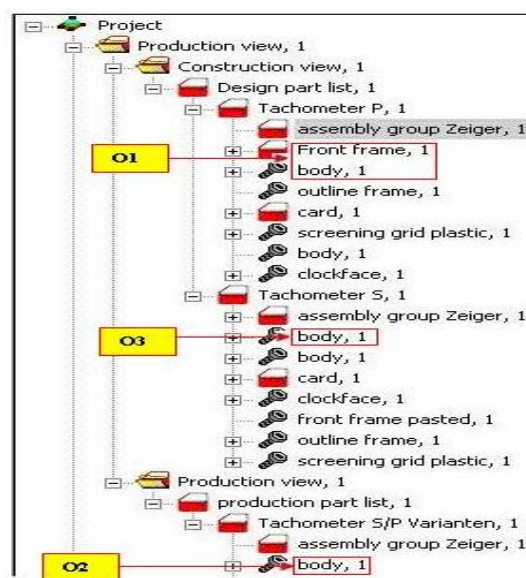 Project
Production view, 1
Construction view, 1
Design part list, 1
Tachometer P, 1
assembly group Zeiger, 1
O1 Front frame, 1
body, 1
outline frame, 1
card, 1
screening grid plastic, 1
body, 1
clockface, 1
Tachometer S, 1
assembly group Zeiger, 1
O3 body, 1
body, 1
card, 1
clockface, 1
front frame pasted, 1
outline frame, 1
screening grid plastic, 1
Production view, 1
production part list, 1
Tachometer S/P Varianten, 1
assembly group Zeiger, 1
O2 body, 1